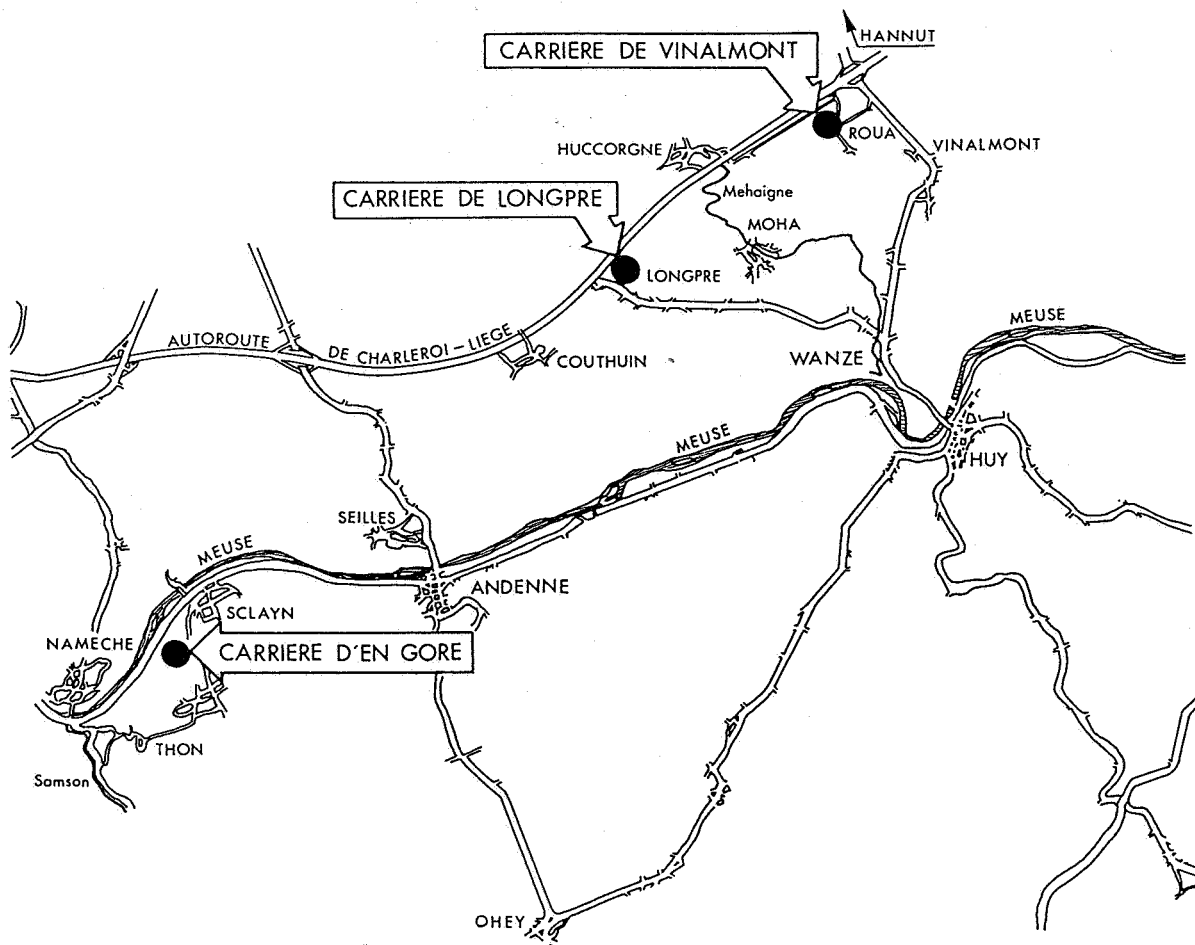 HANNUT
CARRIERE DE VINALMONT
ROUA
VINALMONT
HUCCORGNE
CARRIERE DE LONGPRE
Mehaigne
MOHA
LONGPRE
MEUSE
AUTOROUTE DE CHARLEROI - LIEGE
COUTHUIN
WANZE
MEUSE
HUY
SEILLES
MEUSE
ANDENNE
SCLAYN
NAMECHE
CARRIERE D'EN GORE
THON
Samson
OHEY